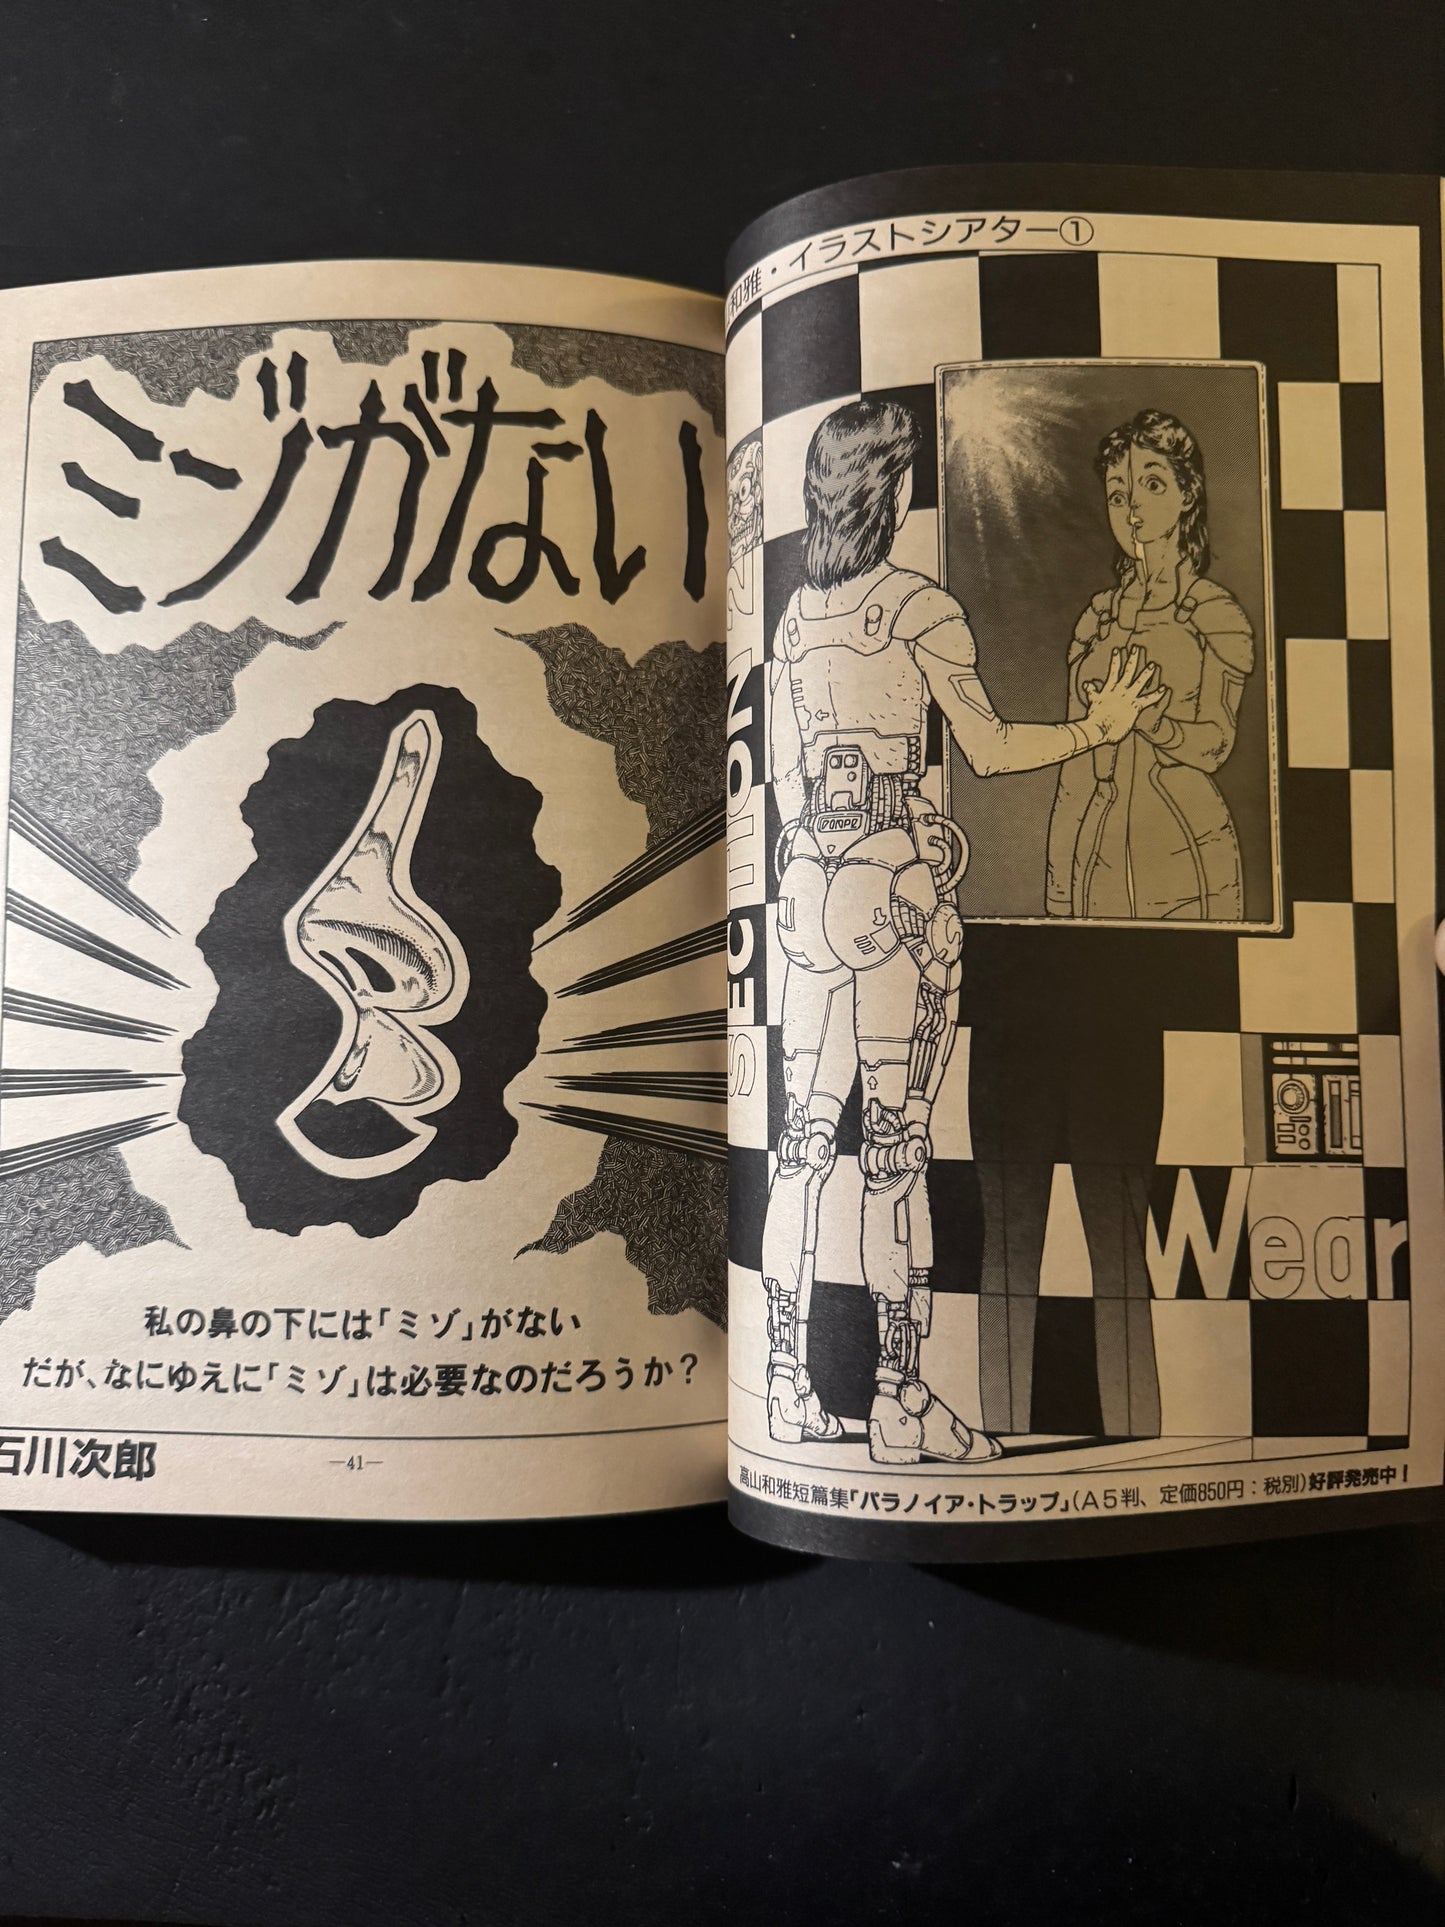 ミゾがない
私の鼻の下には「ミゾ」がない
だが、なにゆえに「ミゾ」は必要なのだろうか？
石川次郎
—41—
和雅・イラストシアター①
SECTION 2
Wear
高山和雅短篇集「パラノイア・トラップ」（A5判、定価850円：税別）好評発売中！